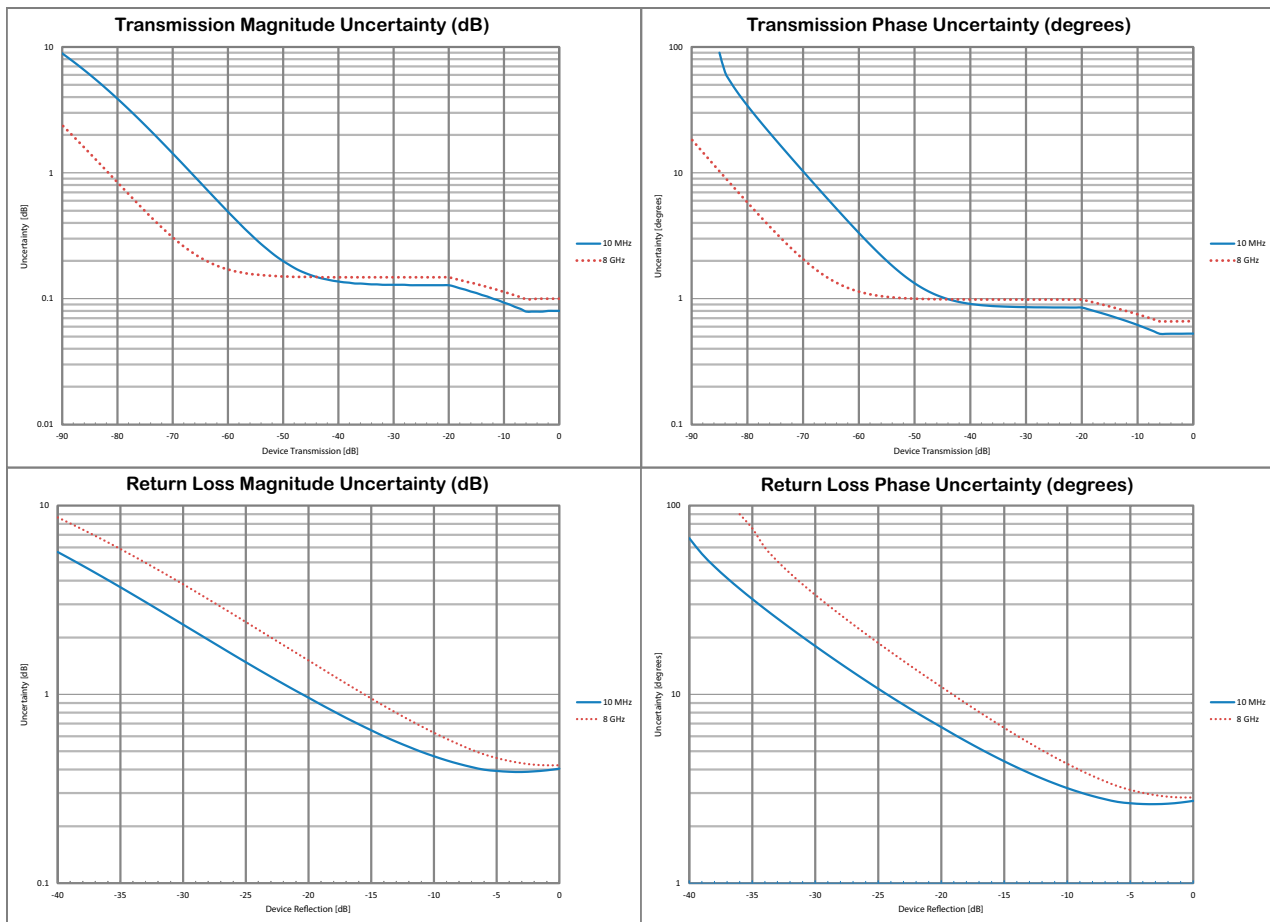 Transmission Magnitude Uncertainty (dB)
10
1
0.1
0.01
Uncertainty [dB]
-90 -80 -70 -60 -50 -40 -30 -20 -10 0
Device Transmission [dB]
10 MHz
8 GHz
Transmission Phase Uncertainty (degrees)
100
10
1
0.1
Uncertainty [degrees]
-90 -80 -70 -60 -50 -40 -30 -20 -10 0
Device Transmission [dB]
10 MHz
8 GHz
Return Loss Magnitude Uncertainty (dB)
10
1
0.1
Uncertainty [dB]
-40 -35 -30 -25 -20 -15 -10 -5 0
Device Reflection [dB]
10 MHz
8 GHz
Return Loss Phase Uncertainty (degrees)
100
10
1
Uncertainty [degrees]
-40 -35 -30 -25 -20 -15 -10 -5 0
Device Reflection [dB]
10 MHz
8 GHz